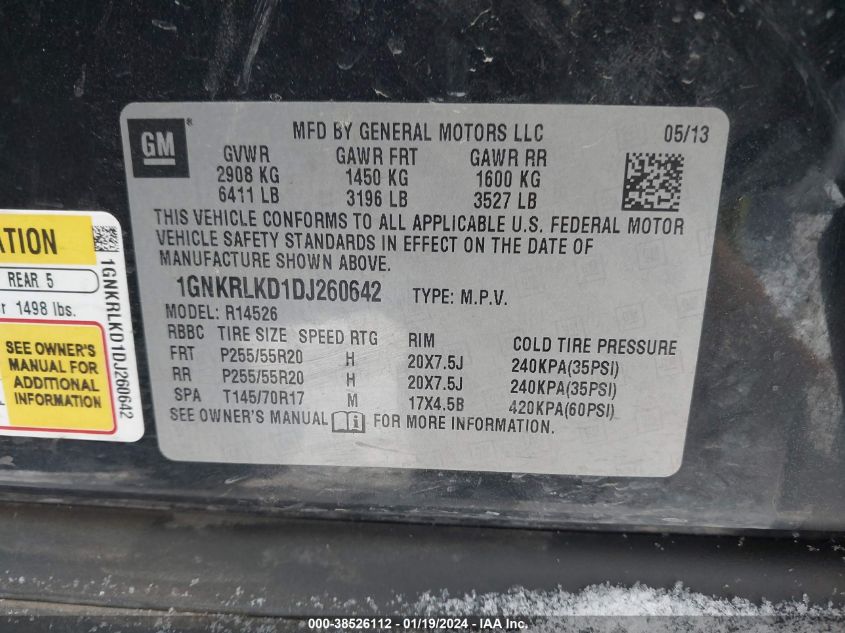 GM®
MFD BY GENERAL MOTORS LLC 05/13
GVWR GAWR FRT GAWR RR
2908 KG 1450 KG 1600 KG
6411 LB 3196 LB 3527 LB
THIS VEHICLE CONFORMS TO ALL APPLICABLE U.S. FEDERAL MOTOR
VEHICLE SAFETY STANDARDS IN EFFECT ON THE DATE OF
MANUFACTURE SHOWN ABOVE.
1GNKRLKD1DJ260642 TYPE: M.P.V.
MODEL: R14526
RBBC TIRE SIZE SPEED RTG RIM COLD TIRE PRESSURE
FRT P255/55R20 H 20X7.5J 240KPA(35PSI)
RR P255/55R20 H 20X7.5J 240KPA(35PSI)
SPA T145/70R17 M 17X4.5B 420KPA(60PSI)
SEE OWNER'S MANUAL FOR MORE INFORMATION.
REAR 5
1498 lbs.
SEE OWNER'S
MANUAL FOR
ADDITIONAL
INFORMATION
1GNKRLKD1DJ260642
000-38526112 - 01/19/2024 - IAA Inc.